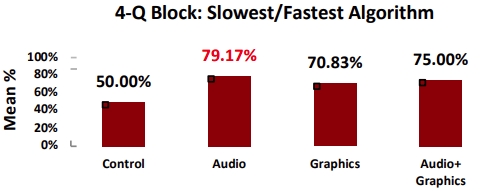 4-Q Block: Slowest/Fastest Algorithm
Mean %
100%
80%
60%
40%
20%
0%
50.00%
79.17%
70.83%
75.00%
Control
Audio
Graphics
Audio+
Graphics